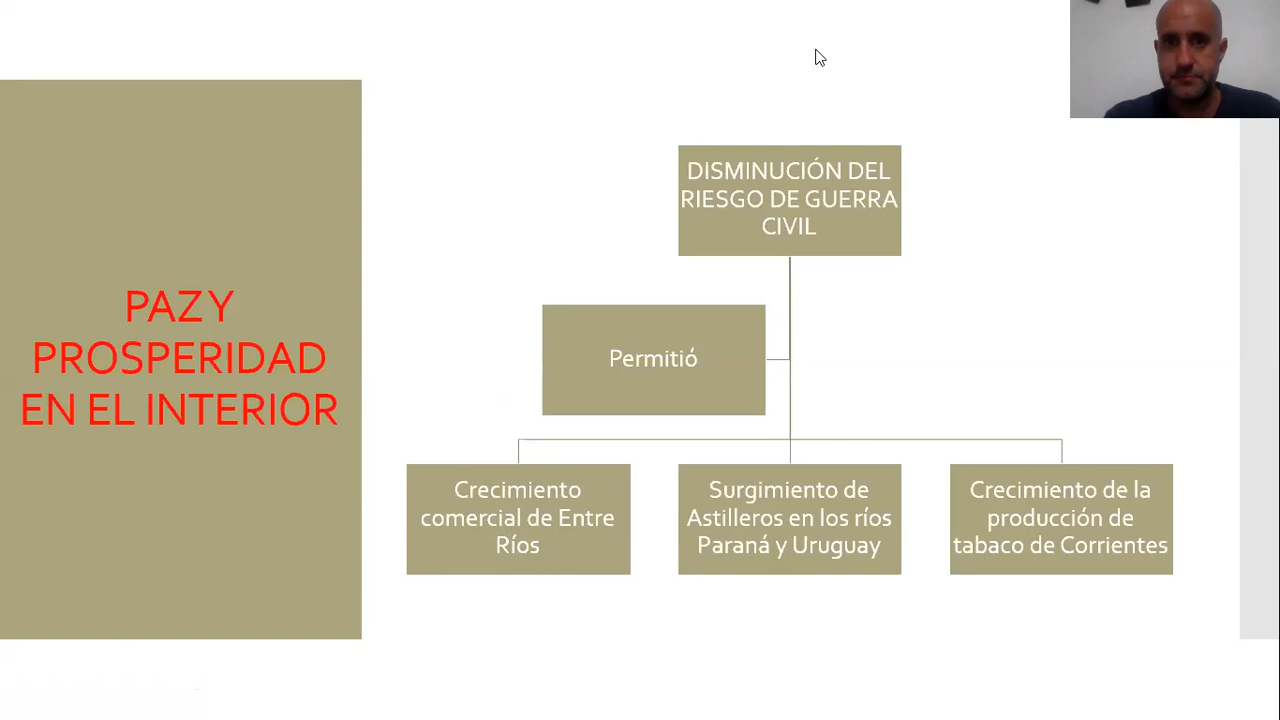 PAZ Y
PROSPERIDAD
EN EL INTERIOR
DISMINUCIÓN DEL
RIESGO DE GUERRA
CIVIL
Permitió
Crecimiento
comercial de Entre
Ríos
Surgimiento de
Astilleros en los ríos
Paraná y Uruguay
Crecimiento de la
producción de
tabaco de Corrientes